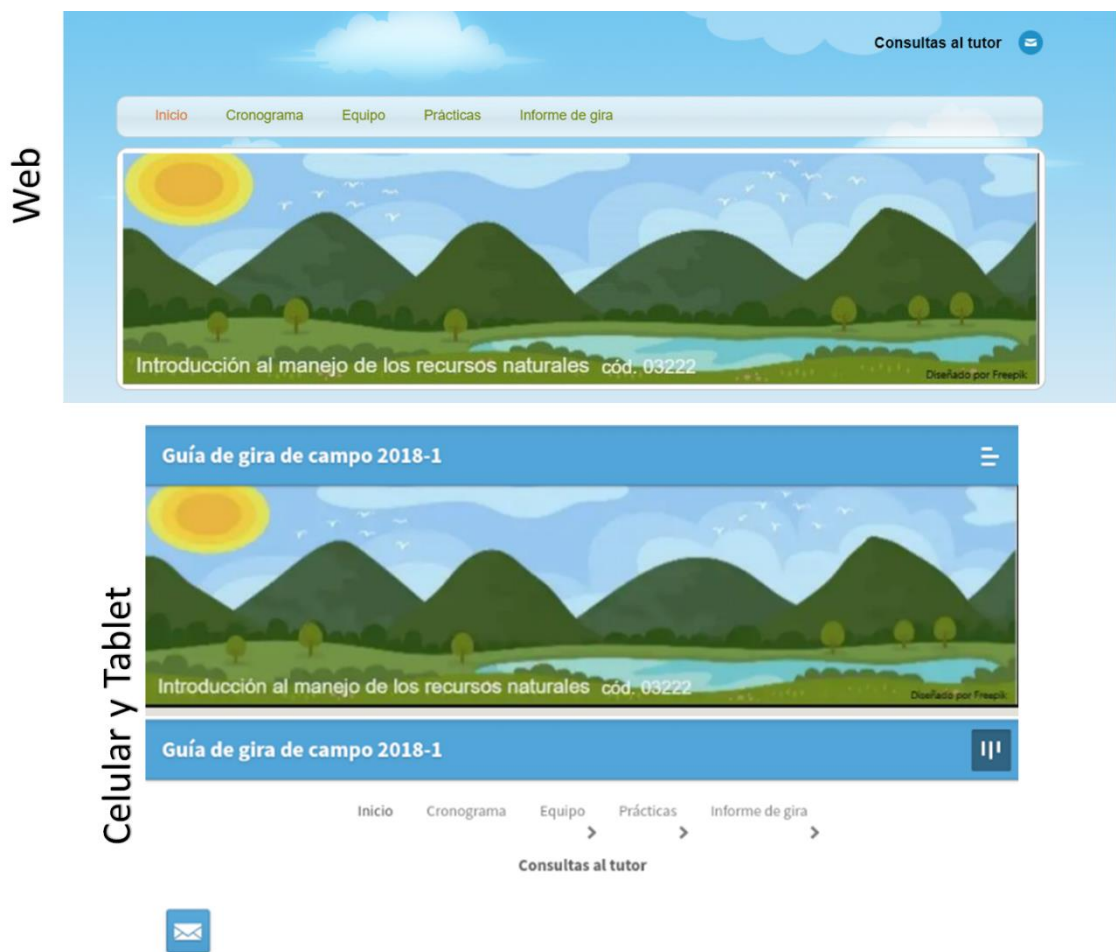 Web
Consultas al tutor
Inicio Cronograma Equipo Prácticas Informe de gira
Introducción al manejo de los recursos naturales cód. 03222
Diseñado por Freepik
Celular y Tablet
Guía de gira de campo 2018-1
Introducción al manejo de los recursos naturales cód. 03222
Diseñado por Freepik
Guía de gira de campo 2018-1
Inicio Cronograma Equipo Prácticas Informe de gira
Consultas al tutor